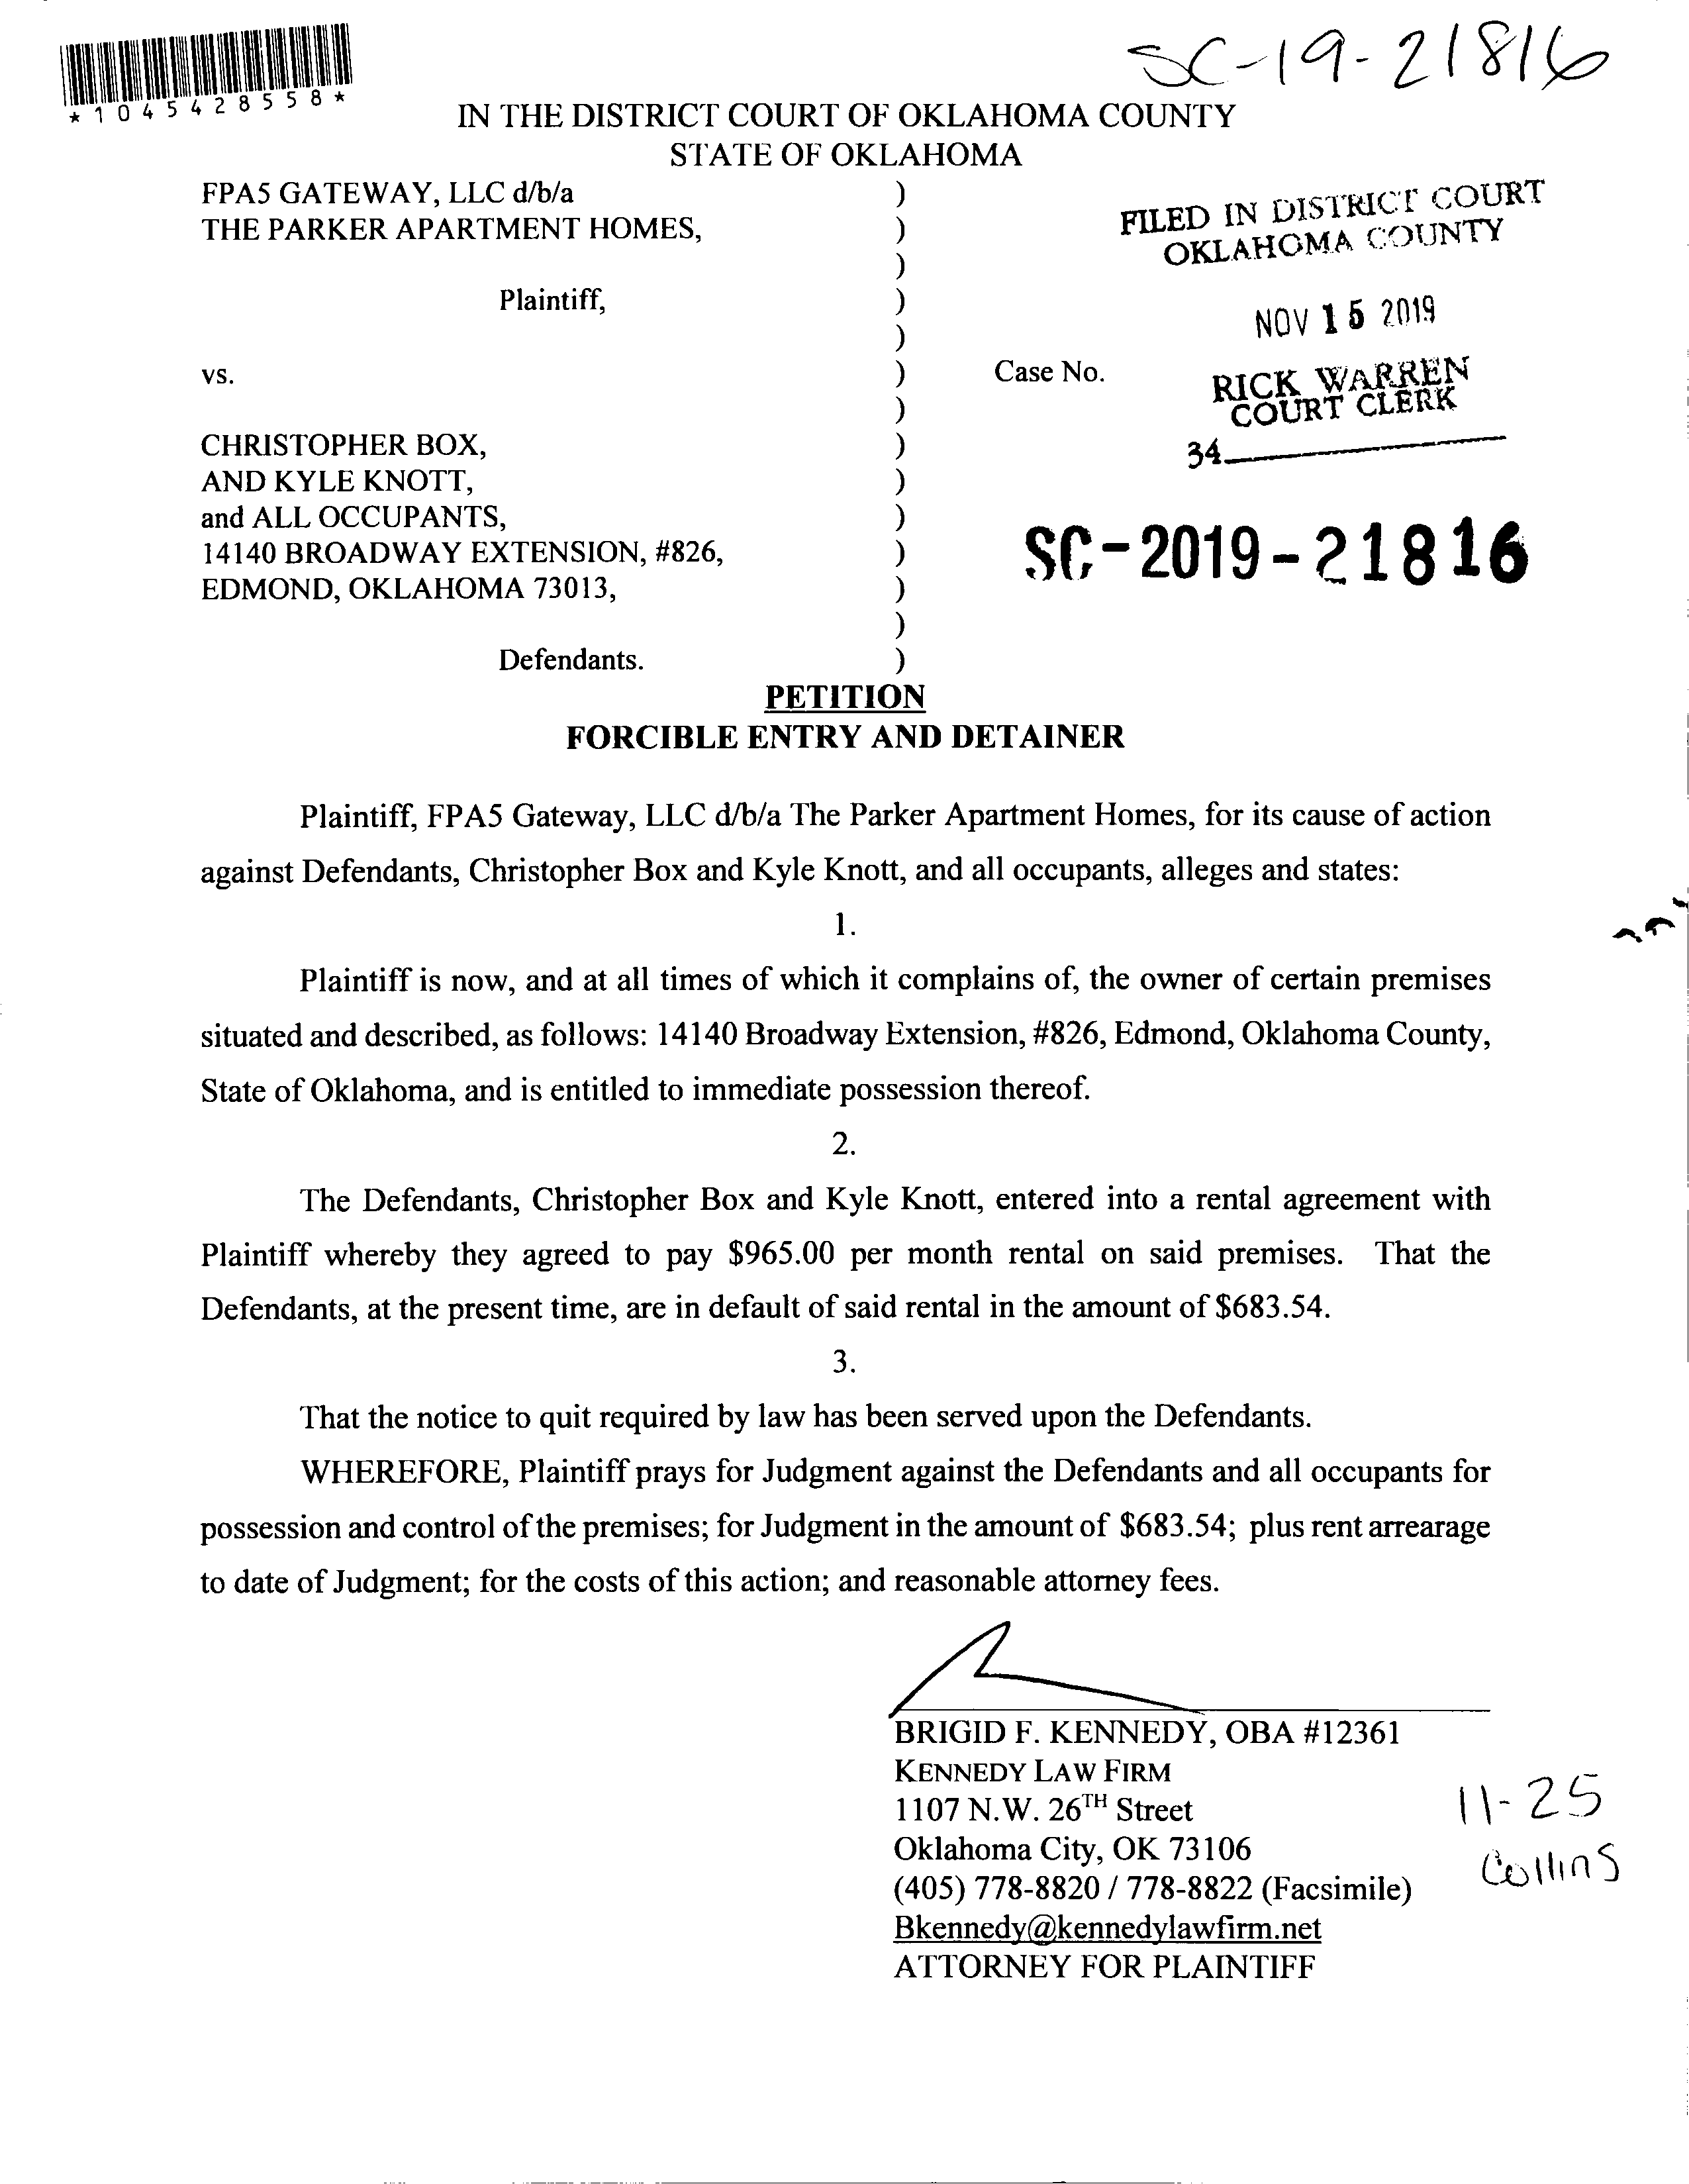 SC-19-21816
*1045428558*
IN THE DISTRICT COURT OF OKLAHOMA COUNTY
STATE OF OKLAHOMA
FPA5 GATEWAY, LLC d/b/a )
THE PARKER APARTMENT HOMES, )
)
Plaintiff, )
)
vs. )
)
CHRISTOPHER BOX, )
AND KYLE KNOTT, )
and ALL OCCUPANTS, )
14140 BROADWAY EXTENSION, #826, )
EDMOND, OKLAHOMA 73013, )
)
Defendants. )
FILED IN DISTRICT COURT
OKLAHOMA COUNTY
NOV 15 2019
Case No.
RICK WARREN
COURT CLERK
34
SC-2019-21816
PETITION
FORCIBLE ENTRY AND DETAINER
Plaintiff, FPA5 Gateway, LLC d/b/a The Parker Apartment Homes, for its cause of action
against Defendants, Christopher Box and Kyle Knott, and all occupants, alleges and states:
1.
Plaintiff is now, and at all times of which it complains of, the owner of certain premises
situated and described, as follows: 14140 Broadway Extension, #826, Edmond, Oklahoma County,
State of Oklahoma, and is entitled to immediate possession thereof.
2.
The Defendants, Christopher Box and Kyle Knott, entered into a rental agreement with
Plaintiff whereby they agreed to pay $965.00 per month rental on said premises. That the
Defendants, at the present time, are in default of said rental in the amount of $683.54.
3.
That the notice to quit required by law has been served upon the Defendants.
WHEREFORE, Plaintiff prays for Judgment against the Defendants and all occupants for
possession and control of the premises; for Judgment in the amount of $683.54; plus rent arrearage
to date of Judgment; for the costs of this action; and reasonable attorney fees.
BRIGID F. KENNEDY, OBA #12361
KENNEDY LAW FIRM
1107 N.W. 26TH Street
Oklahoma City, OK 73106
(405) 778-8820 / 778-8822 (Facsimile)
Bkennedy@kennedylawfirm.net
ATTORNEY FOR PLAINTIFF
11-25
Collins